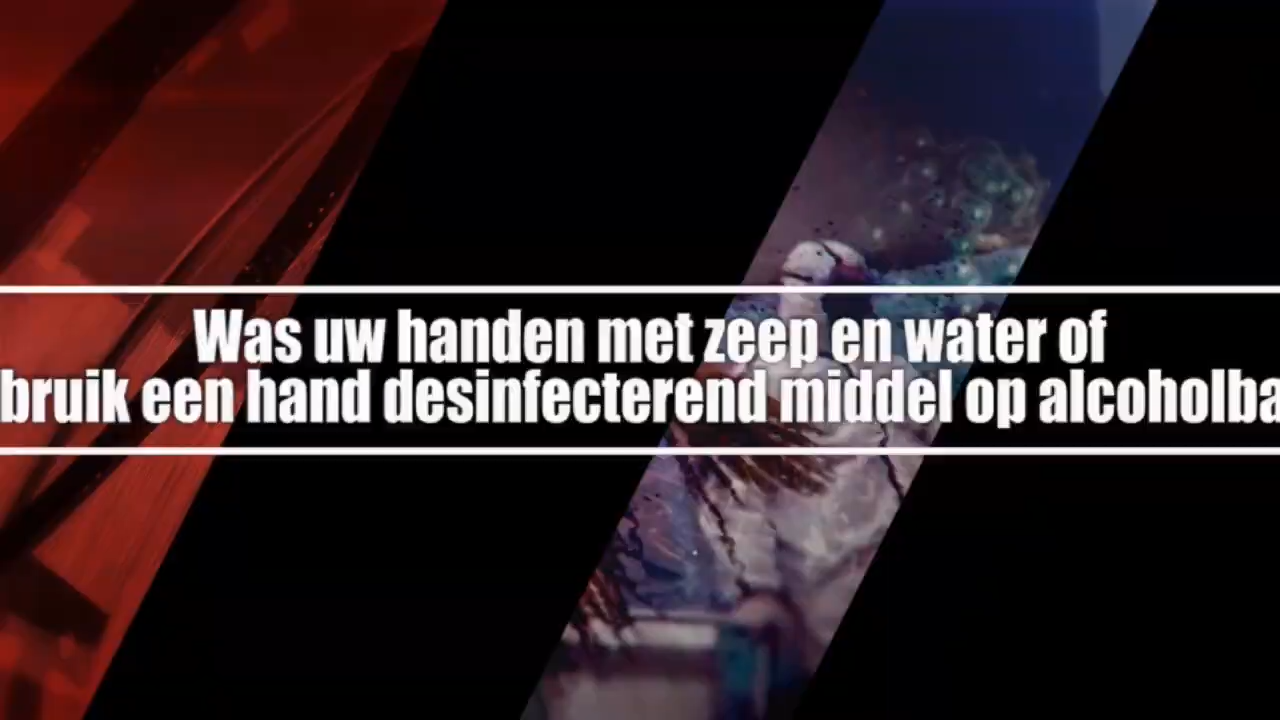 Was uw handen met zeep en water of
bruik een hand desinfecterend middel op alcoholba